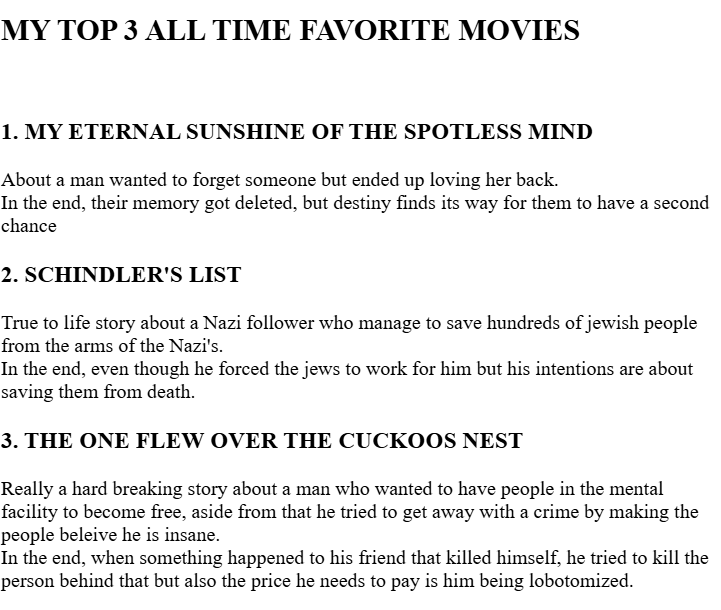 MY TOP 3 ALL TIME FAVORITE MOVIES
1. MY ETERNAL SUNSHINE OF THE SPOTLESS MIND
About a man wanted to forget someone but ended up loving her back.
In the end, their memory got deleted, but destiny finds its way for them to have a second
chance
2. SCHINDLER'S LIST
True to life story about a Nazi follower who manage to save hundreds of jewish people
from the arms of the Nazi's.
In the end, even though he forced the jews to work for him but his intentions are about
saving them from death.
3. THE ONE FLEW OVER THE CUCKOOS NEST
Really a hard breaking story about a man who wanted to have people in the mental
facility to become free, aside from that he tried to get away with a crime by making the
people beleive he is insane.
In the end, when something happened to his friend that killed himself, he tried to kill the
person behind that but also the price he needs to pay is him being lobotomized.